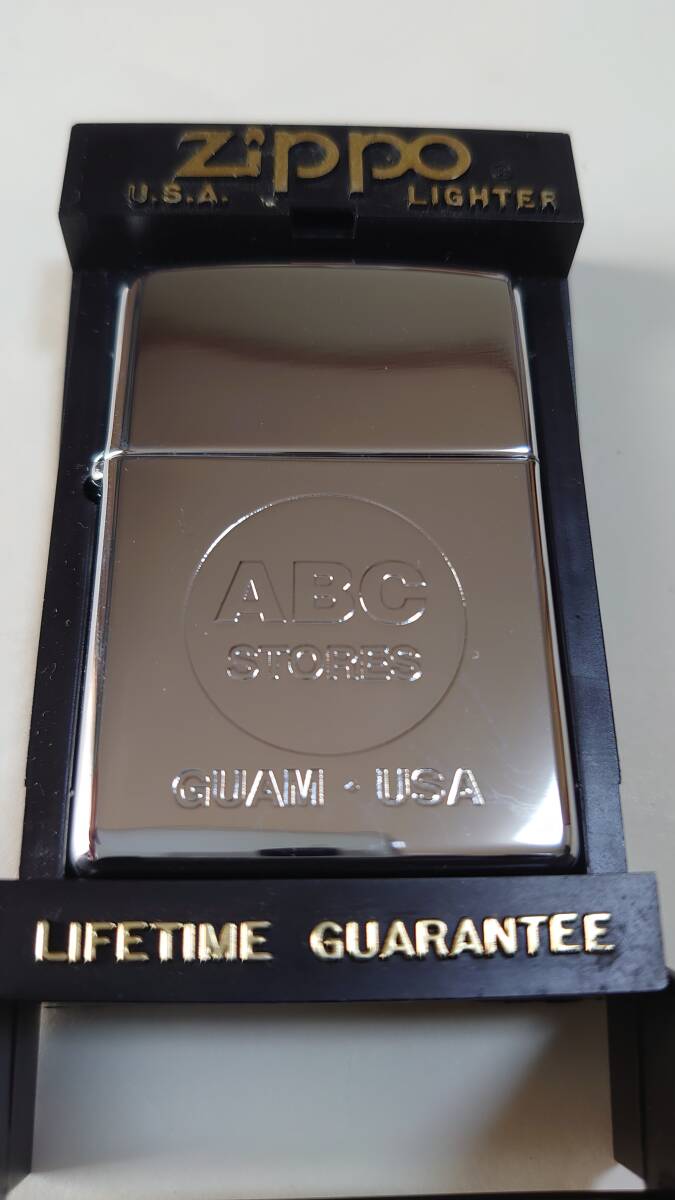 Zippo®
U.S.A. LIGHTER
ABC
STORES
GUAM · USA
LIFETIME GUARANTEE